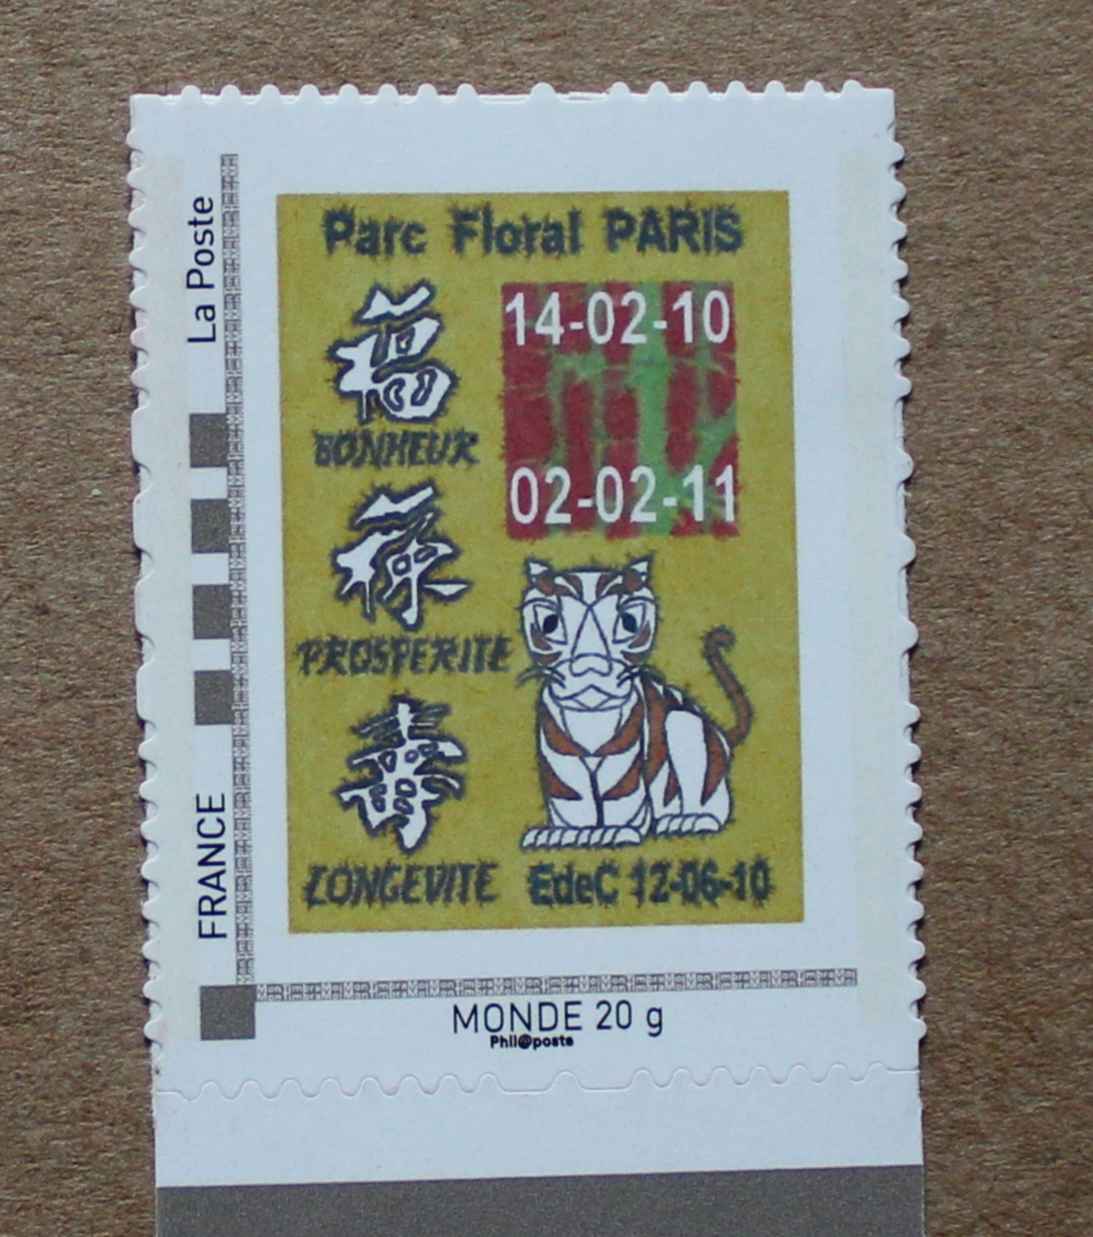 La Poste
FRANCE
Parc Floral PARIS
福
BONHEUR
祿
PROSPERITE
壽
LONGEVITE
14-02-10
02-02-11
EdeC 12-06-10
MONDE 20 g
Phil@poste